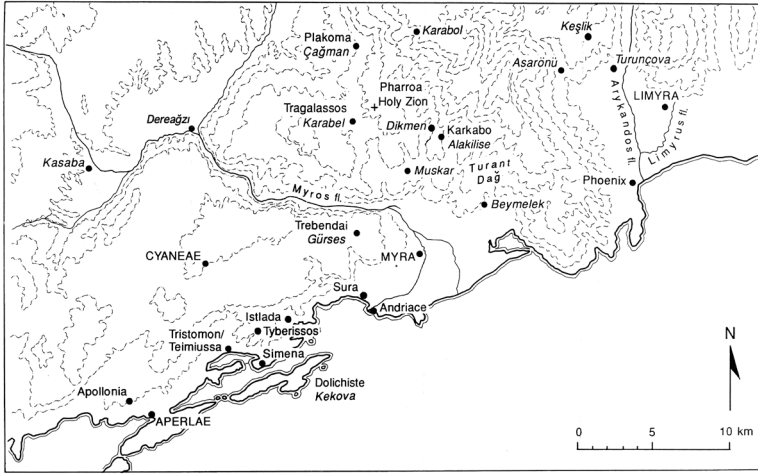 Plakoma
Çağman
Karabol
Keşlik
Asarönü
Turunçova
Pharroa
Holy Zion
LIMYRA
Tragalassos
Karabel
Dereağzı
Dikmen
Karkabo
Alakilise
Arykandos fl.
Limyrus fl.
Kasaba
Muskar
Turant
Dağ
Phoenix
Myros fl.
Beymelek
Trebendai
Gürses
CYANEAE
MYRA
Sura
Andriace
Istlada
Tyberissos
Tristomon/
Teimiussa
Simena
Dolichiste
Kekova
Apollonia
APERLAE
N
0 5 10 km